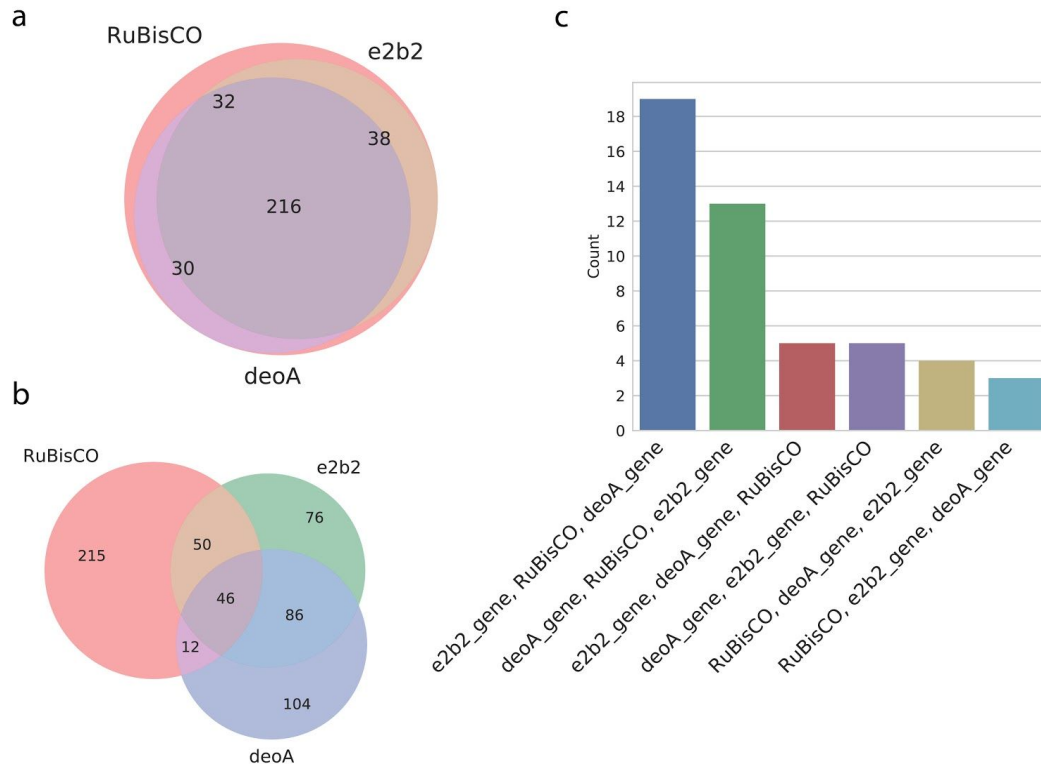 a
RuBisCO
e2b2
32
38
216
30
deoA
b
RuBisCO
e2b2
76
215
50
46
86
12
104
deoA
c
Count
18
16
14
12
10
8
6
4
2
0
e2b2_gene, RuBisCO, deoA_gene
deoA_gene, RuBisCO, e2b2_gene
e2b2_gene, deoA_gene, RuBisCO
deoA_gene, e2b2_gene, RuBisCO
RuBisCO, deoA_gene, e2b2_gene
RuBisCO, e2b2_gene, deoA_gene